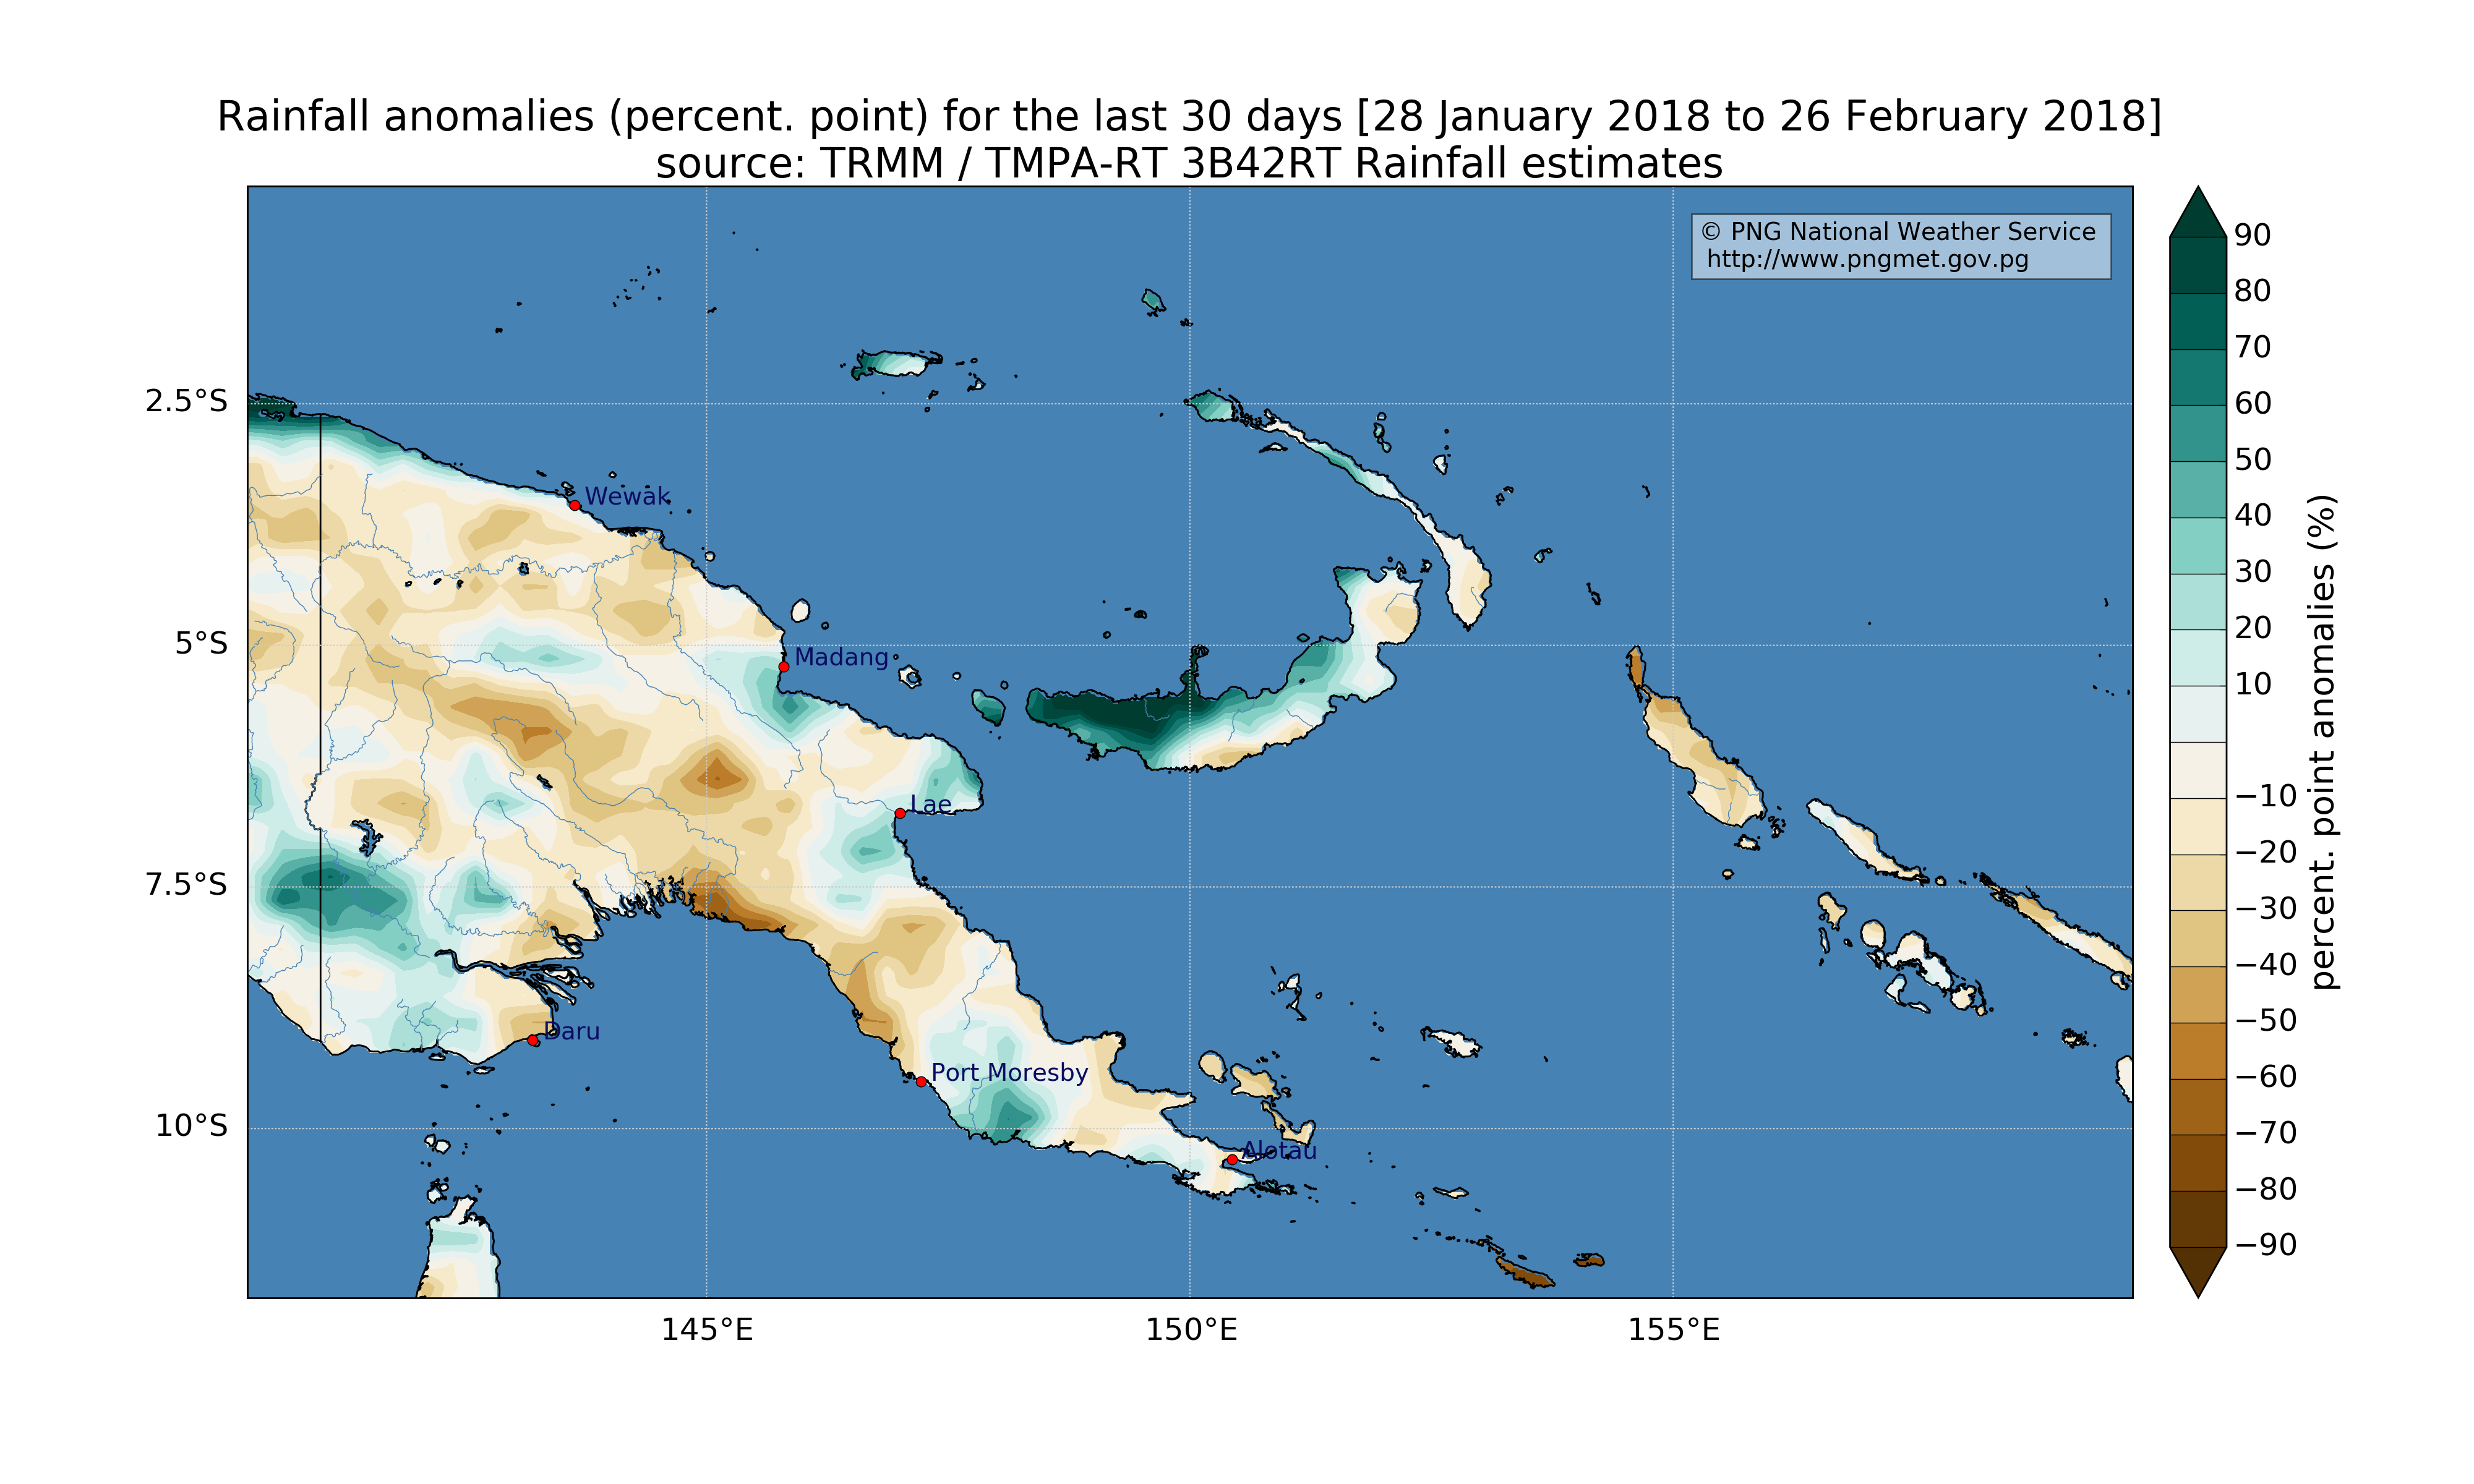 Rainfall anomalies (percent. point) for the last 30 days [28 January 2018 to 26 February 2018]
source: TRMM / TMPA-RT 3B42RT Rainfall estimates
© PNG National Weather Service
http://www.pngmet.gov.pg
2.5°S
5°S
7.5°S
10°S
Wewak
Madang
Lae
Daru
Port Moresby
Alotau
145°E
150°E
155°E
90
80
70
60
50
40
30
20
10
−10
−20
−30
−40
−50
−60
−70
−80
−90
percent. point anomalies (%)